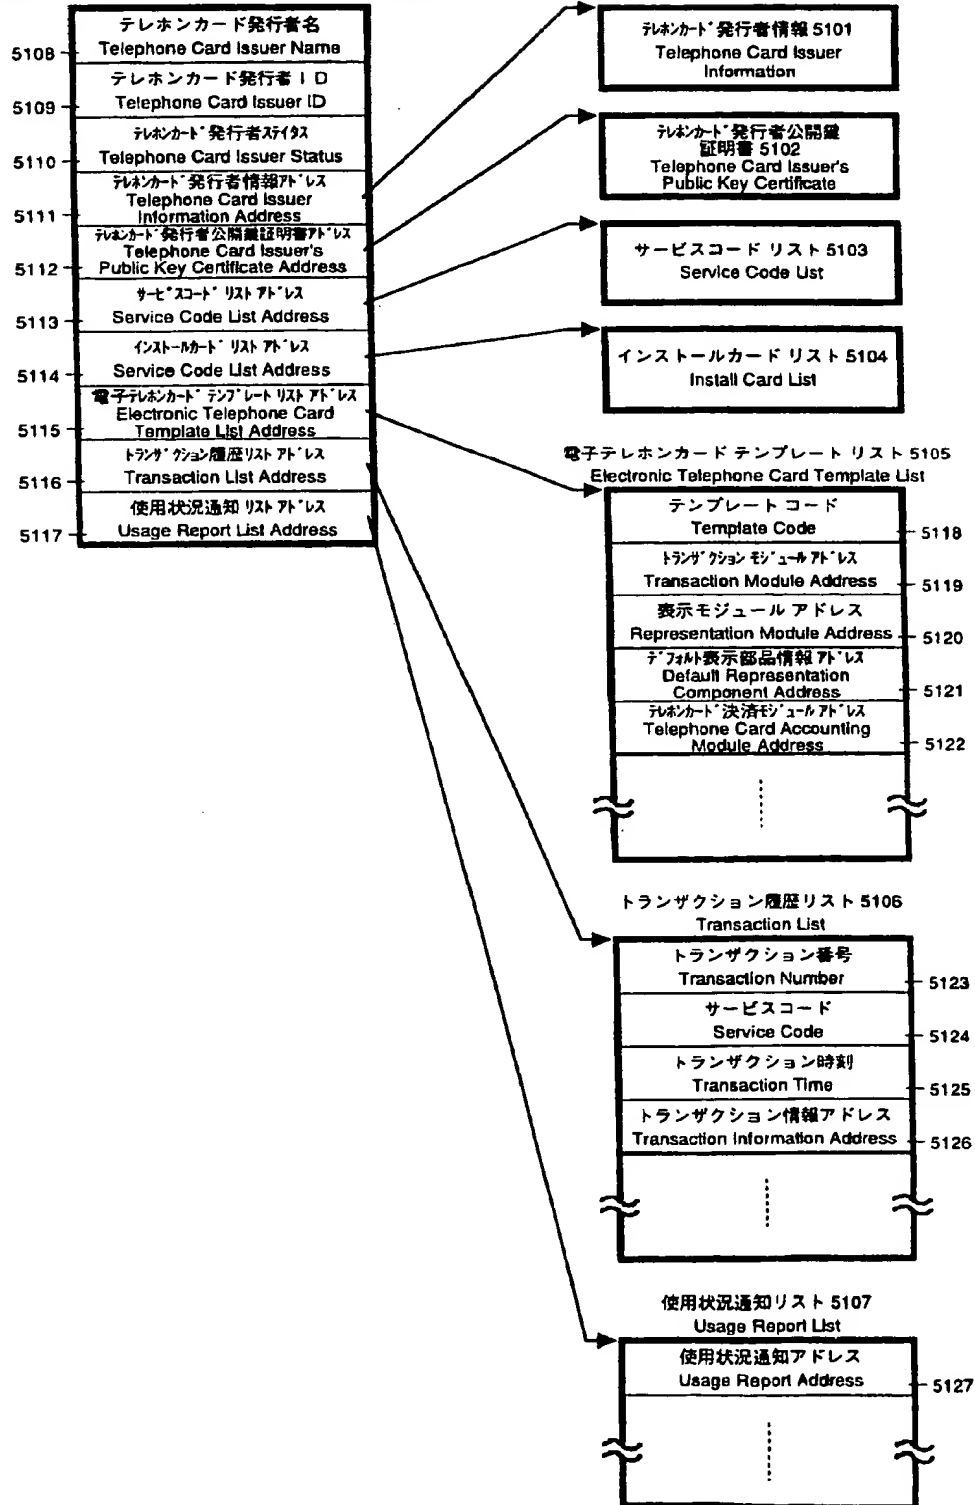 テレホンカード発行者名
Telephone Card Issuer Name
5108
テレホンカード発行者ID
Telephone Card Issuer ID
5109
テレホンカード発行者ステイタス
Telephone Card Issuer Status
5110
テレホンカード発行者情報アドレス
Telephone Card Issuer
Information Address
5111
テレホンカード発行者公開鍵証明書アドレス
Telephone Card Issuer's
Public Key Certificate Address
5112
サービスコード リスト アドレス
Service Code List Address
5113
インストールカード リスト アドレス
Service Code List Address
5114
電子テレホンカード テンプレート リスト アドレス
Electronic Telephone Card
Template List Address
5115
トランザクション履歴リスト アドレス
Transaction List Address
5116
使用状況通知 リスト アドレス
Usage Report List Address
5117
テレホンカード発行者情報 5101
Telephone Card Issuer
Information
テレホンカード発行者公開鍵
証明書 5102
Telephone Card Issuer's
Public Key Certificate
サービスコード リスト 5103
Service Code List
インストールカード リスト 5104
Install Card List
電子テレホンカード テンプレート リスト 5105
Electronic Telephone Card Template List
テンプレート コード
Template Code
5118
トランザクション モジュール アドレス
Transaction Module Address
5119
表示モジュール アドレス
Representation Module Address
5120
デフォルト表示部品情報 アドレス
Default Representation
Component Address
5121
テレホンカード決済モジュール アドレス
Telephone Card Accounting
Module Address
5122
トランザクション履歴リスト 5106
Transaction List
トランザクション番号
Transaction Number
5123
サービスコード
Service Code
5124
トランザクション時刻
Transaction Time
5125
トランザクション情報アドレス
Transaction Information Address
5126
使用状況通知リスト 5107
Usage Report List
使用状況通知アドレス
Usage Report Address
5127